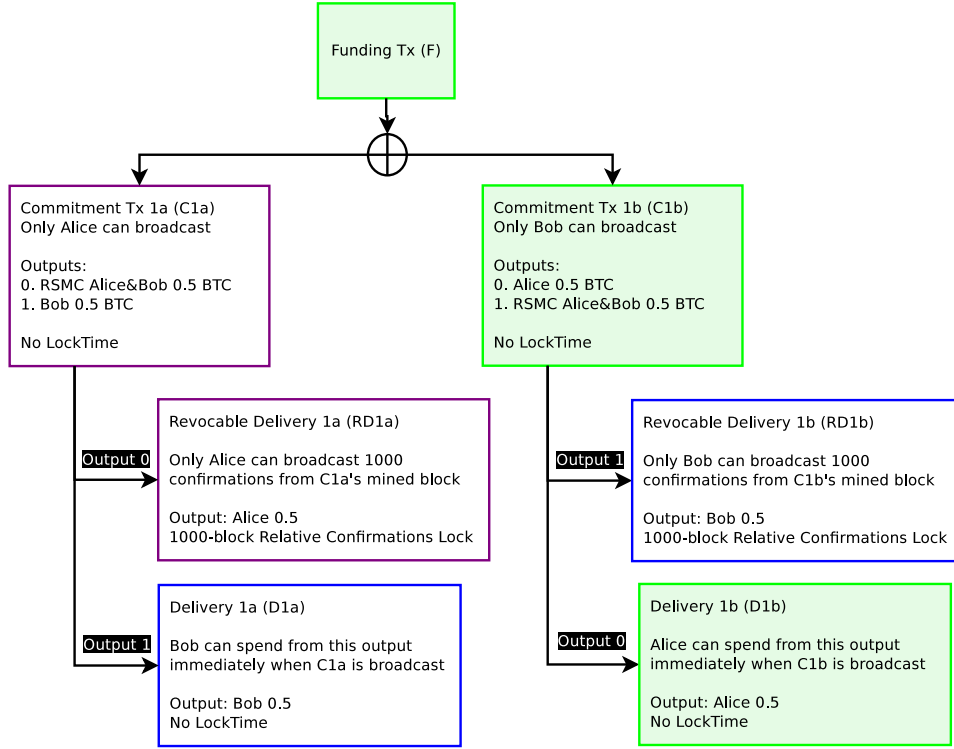 Funding Tx (F)
Commitment Tx 1a (C1a)
Only Alice can broadcast
Outputs:
0. RSMC Alice&Bob 0.5 BTC
1. Bob 0.5 BTC
No LockTime
Commitment Tx 1b (C1b)
Only Bob can broadcast
Outputs:
0. Alice 0.5 BTC
1. RSMC Alice&Bob 0.5 BTC
No LockTime
Output 0
Revocable Delivery 1a (RD1a)
Only Alice can broadcast 1000
confirmations from C1a's mined block
Output: Alice 0.5
1000-block Relative Confirmations Lock
Output 1
Revocable Delivery 1b (RD1b)
Only Bob can broadcast 1000
confirmations from C1b's mined block
Output: Bob 0.5
1000-block Relative Confirmations Lock
Output 1
Delivery 1a (D1a)
Bob can spend from this output
immediately when C1a is broadcast
Output: Bob 0.5
No LockTime
Output 0
Delivery 1b (D1b)
Alice can spend from this output
immediately when C1b is broadcast
Output: Alice 0.5
No LockTime